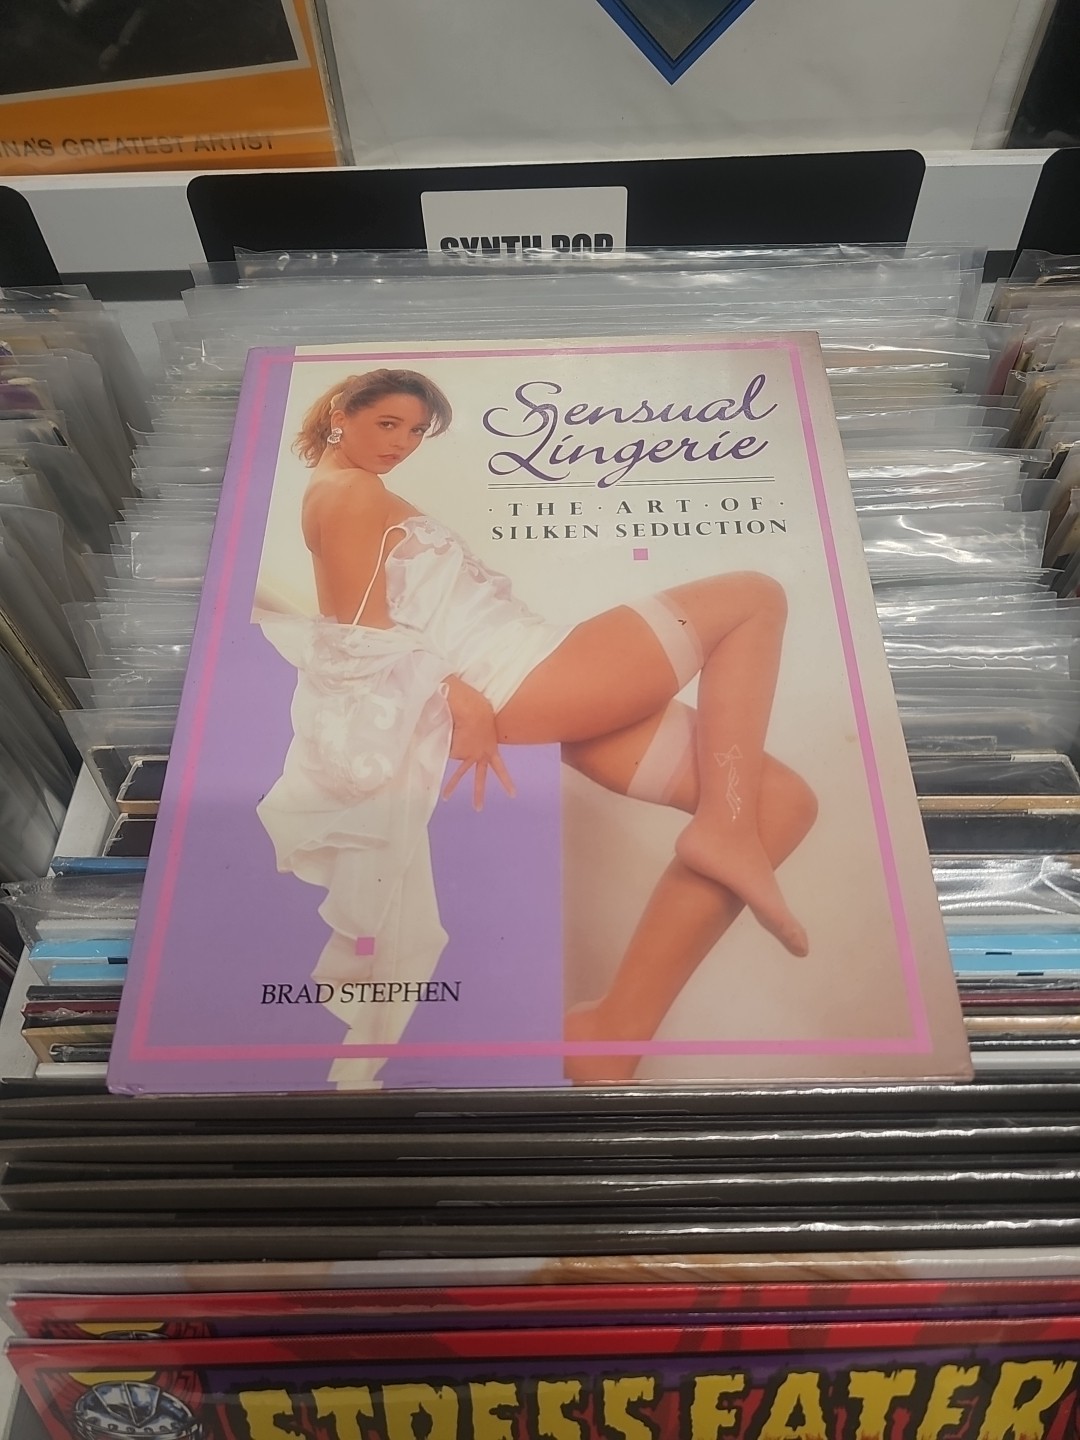 NA'S GREATEST ARTIST
SYNTH POP
Sensual
Lingerie
· THE · ART · OF ·
SILKEN SEDUCTION
BRAD STEPHEN
STRESS EATER